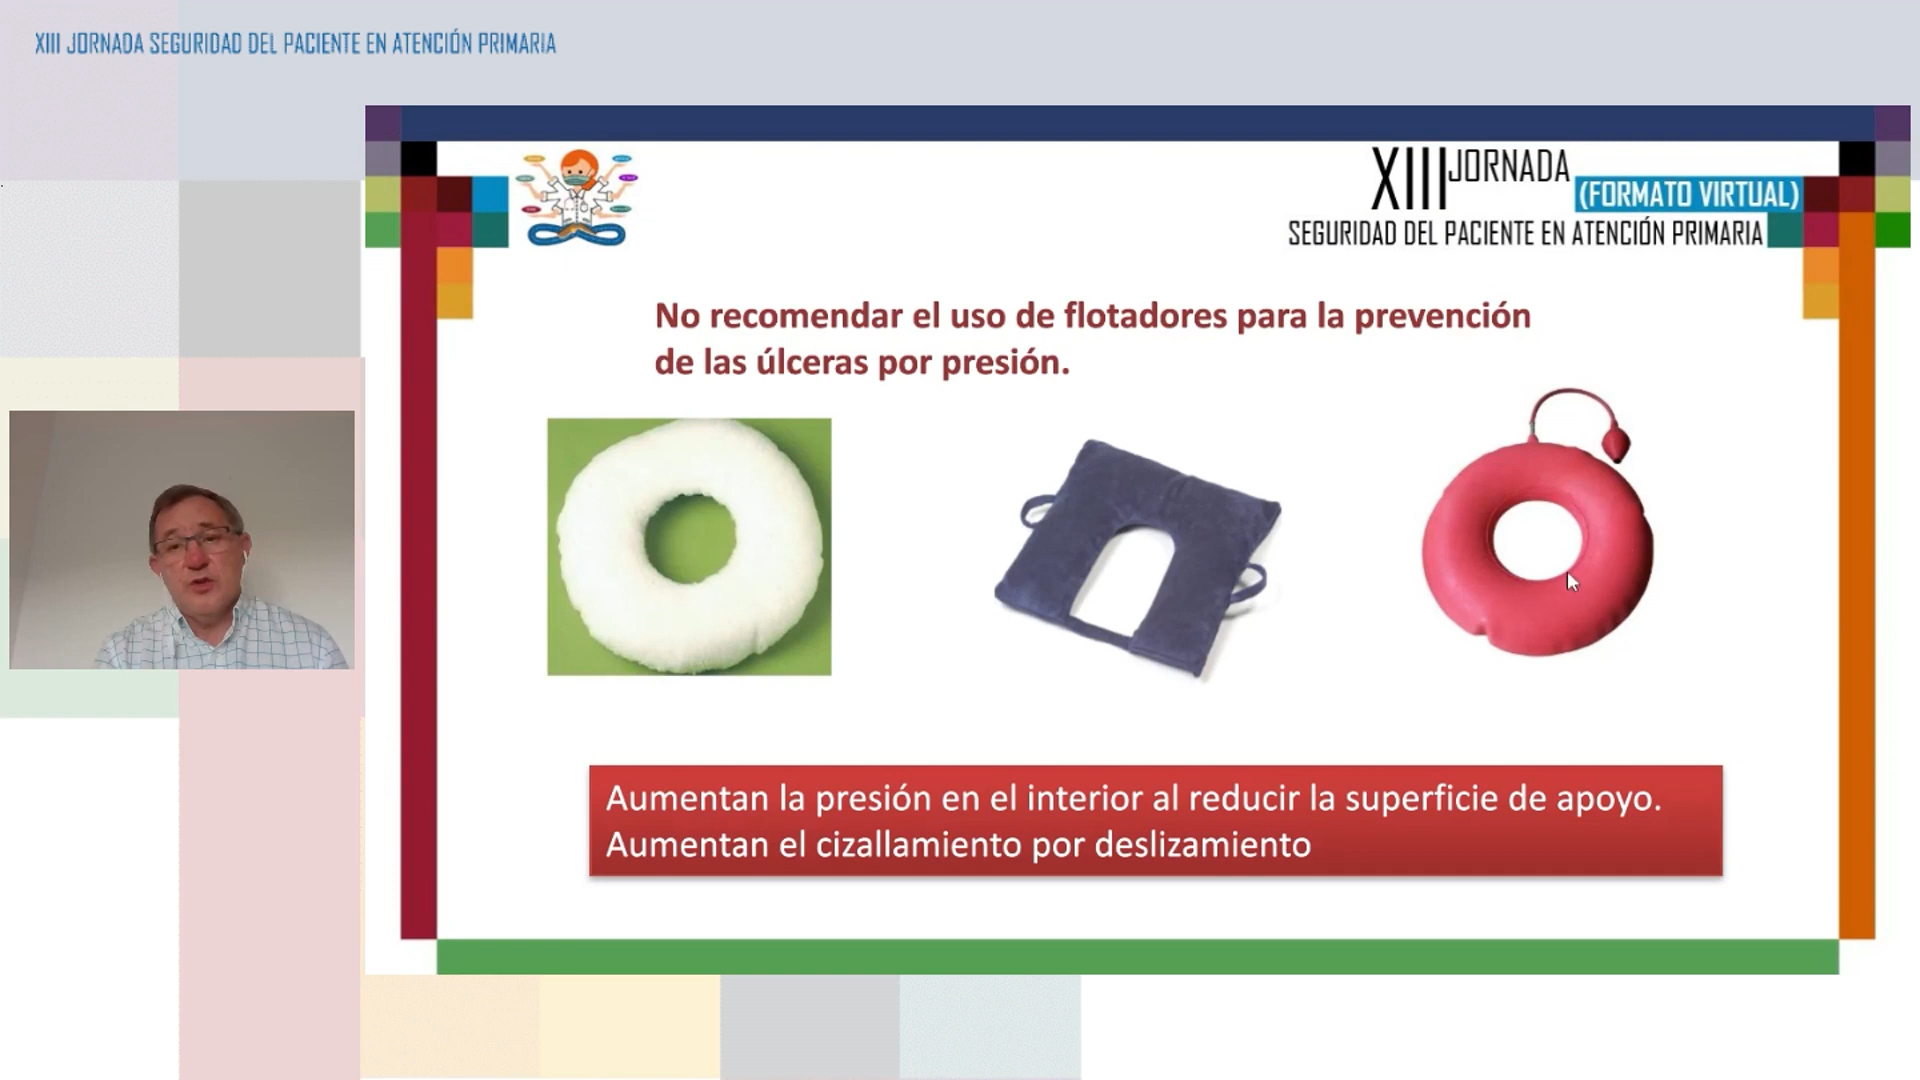 XIII JORNADA SEGURIDAD DEL PACIENTE EN ATENCIÓN PRIMARIA
XIII JORNADA
(FORMATO VIRTUAL)
SEGURIDAD DEL PACIENTE EN ATENCIÓN PRIMARIA
No recomendar el uso de flotadores para la prevención
de las úlceras por presión.
Aumentan la presión en el interior al reducir la superficie de apoyo.
Aumentan el cizallamiento por deslizamiento